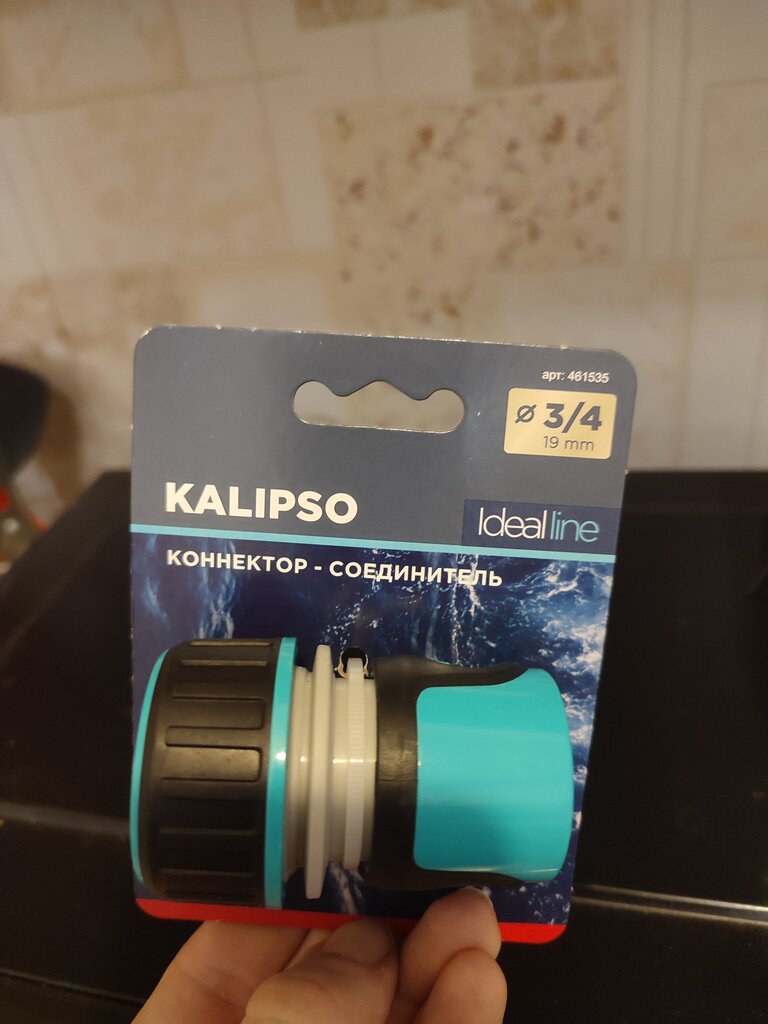 арт: 461535
⌀ 3/4
19 mm
KALIPSO
Ideal line
КОННЕКТОР - СОЕДИНИТЕЛЬ